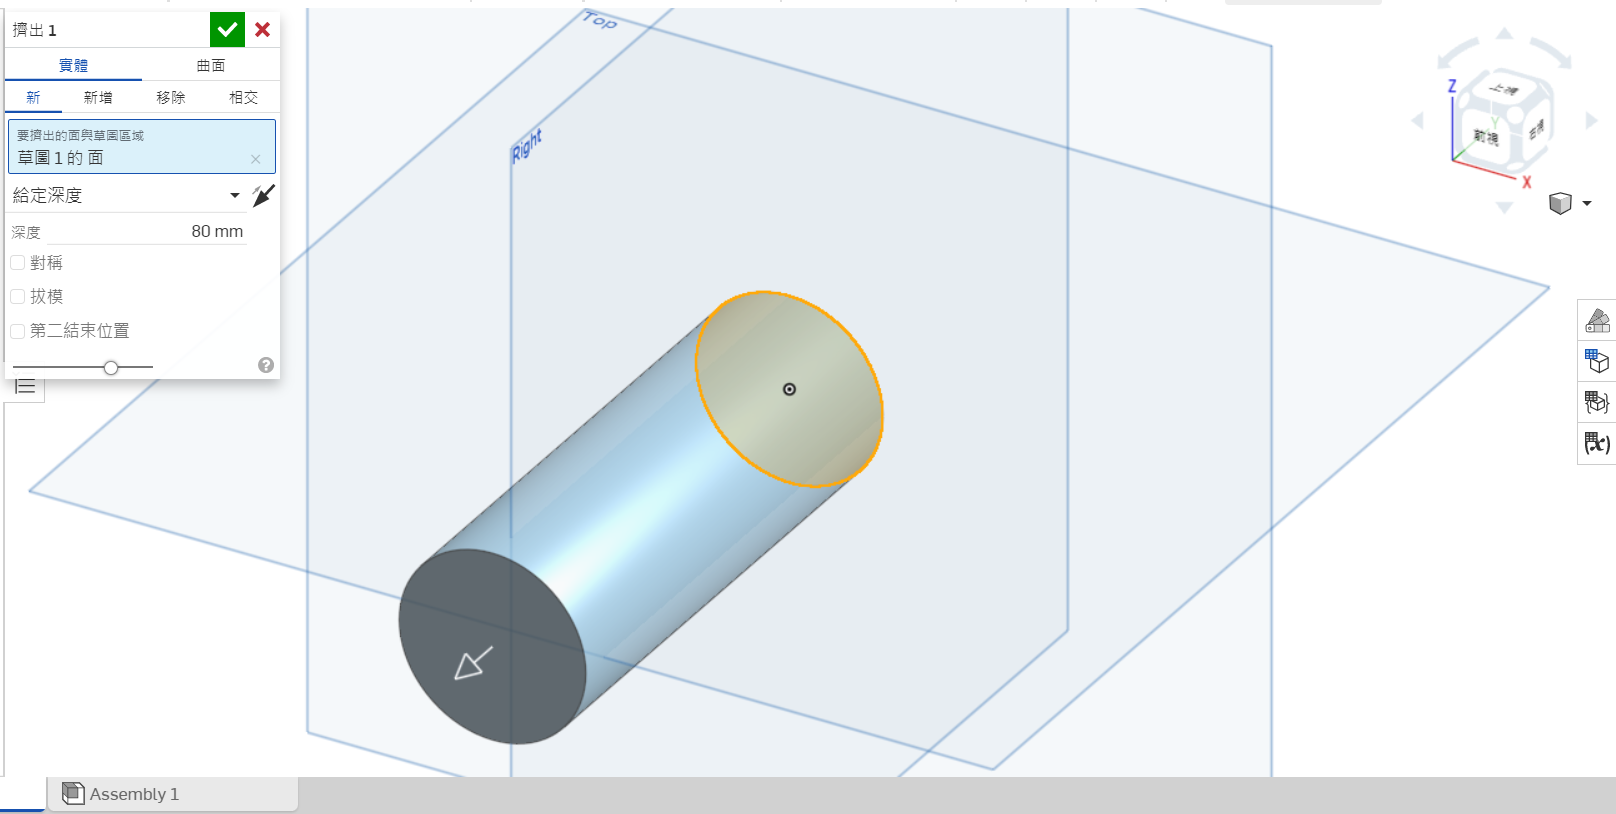 擠出 1
實體 曲面
新 新增 移除 相交
要擠出的面與草圖區域
草圖 1 的 面
給定深度
深度 80 mm
對稱
拔模
第二結束位置
Top
Right
Z
上視
Y
前視
右視
X
(x)
Assembly 1